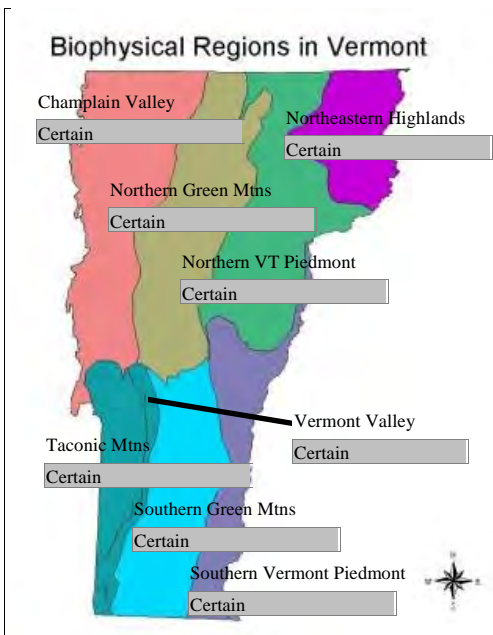 Biophysical Regions in Vermont
Champlain Valley
Certain
Northeastern Highlands
Certain
Northern Green Mtns
Certain
Northern VT Piedmont
Certain
Vermont Valley
Certain
Taconic Mtns
Certain
Southern Green Mtns
Certain
Southern Vermont Piedmont
Certain